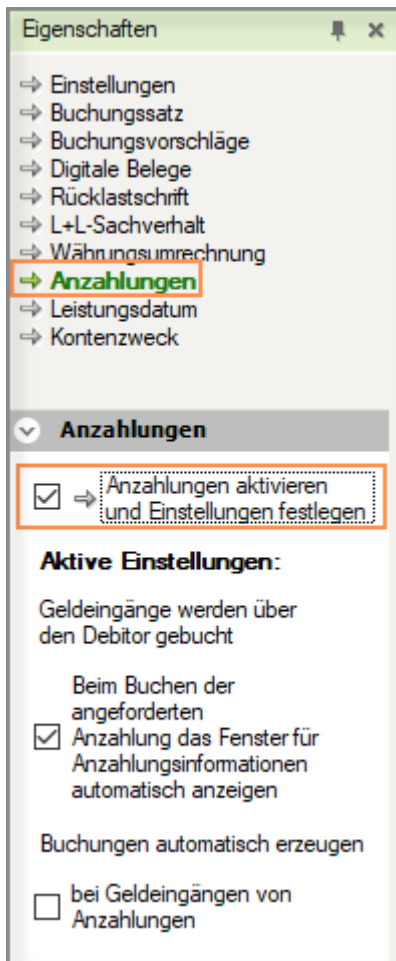 Eigenschaften
Einstellungen
Buchungssatz
Buchungsvorschläge
Digitale Belege
Rücklastschrift
L+L-Sachverhalt
Währungsumrechnung
Anzahlungen
Leistungsdatum
Kontenzweck
Anzahlungen
Anzahlungen aktivieren
und Einstellungen festlegen
Aktive Einstellungen:
Geldeingänge werden über
den Debitor gebucht
Beim Buchen der
angeforderten
Anzahlung das Fenster für
Anzahlungsinformationen
automatisch anzeigen
Buchungen automatisch erzeugen
bei Geldeingängen von
Anzahlungen